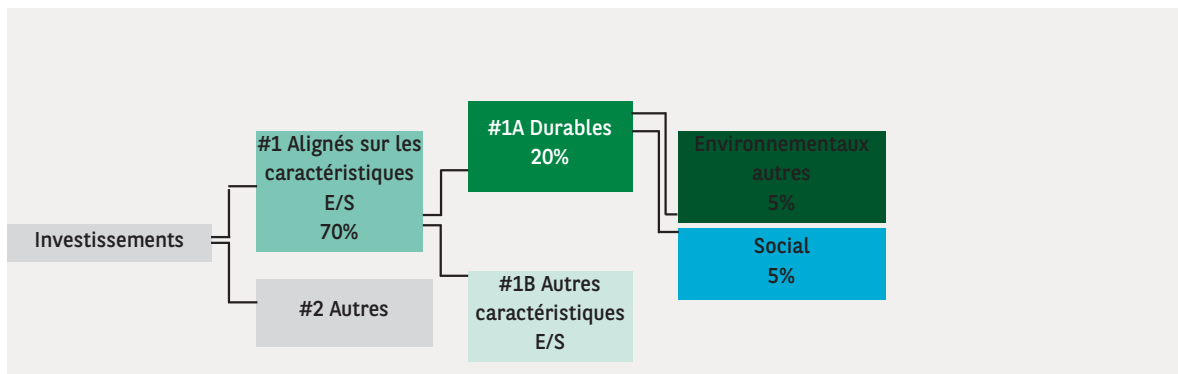 Investissements
#1 Alignés sur les
caractéristiques
E/S
70%
#2 Autres
#1A Durables
20%
#1B Autres
caractéristiques
E/S
Environnementaux
autres
5%
Social
5%